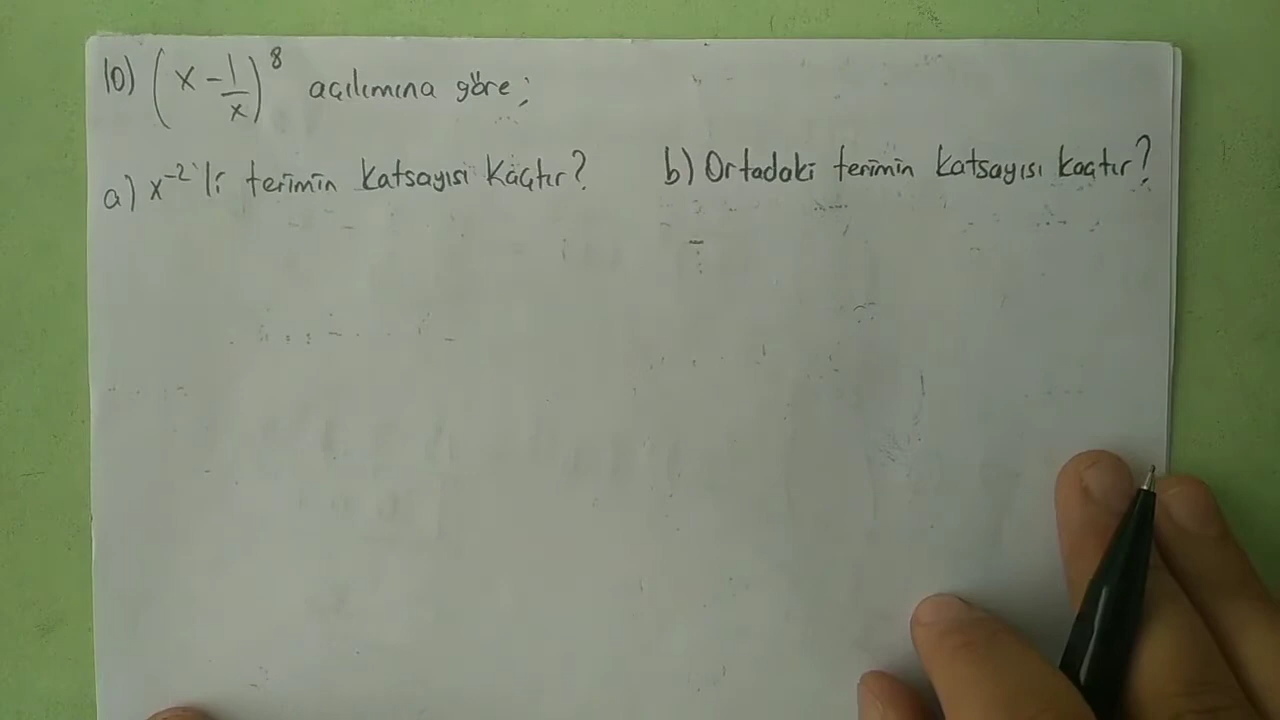 10) (x - 1/x)^8 açılımına göre;
a) x^-2'li terimin katsayısı kaçtır?
b) Ortadaki terimin katsayısı kaçtır?